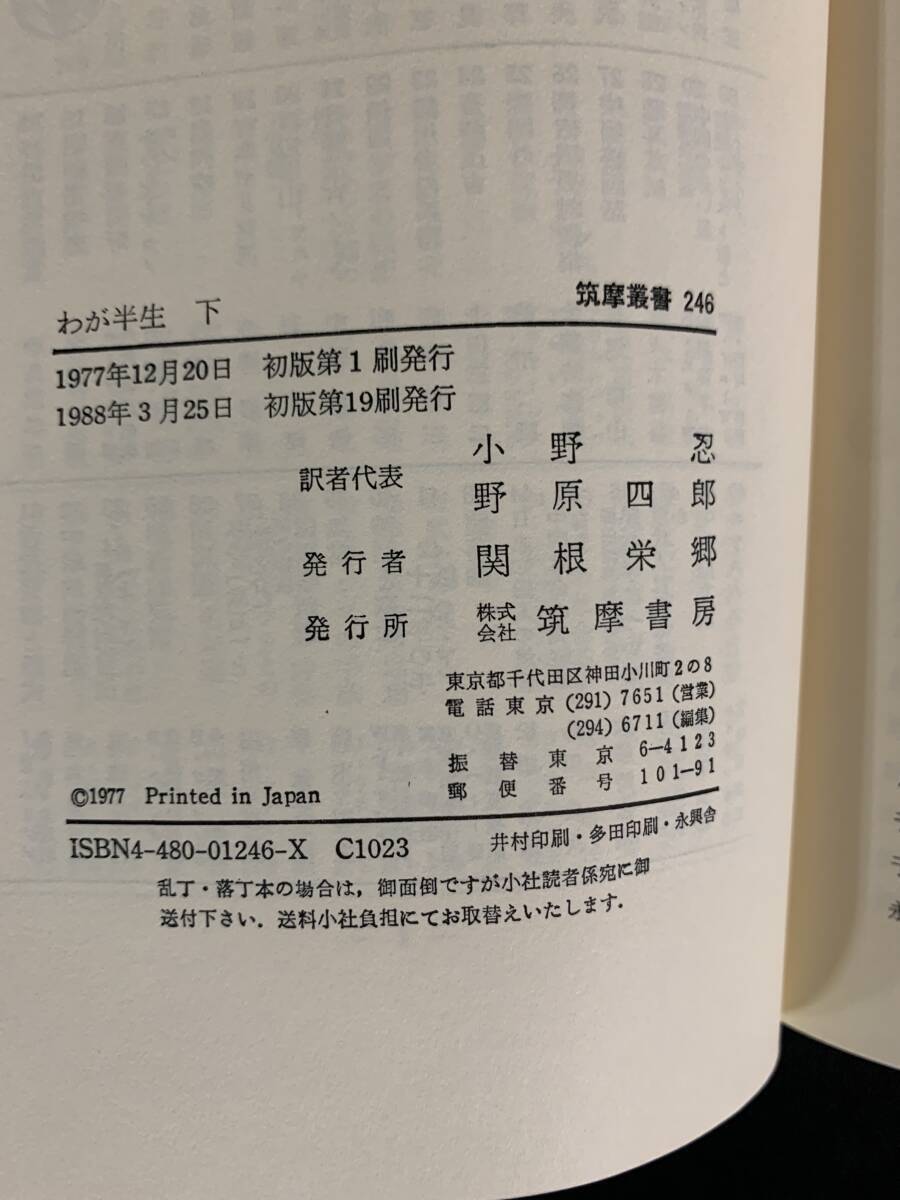 わが半生 下
筑摩叢書 246
1977年12月20日 初版第1刷発行
1988年3月25日 初版第19刷発行
訳者代表
小野 忍
野原四郎
発行者 関根栄郷
発行所 株式会社 筑摩書房
東京都千代田区神田小川町2の8
電話東京 (291) 7651 (営業)
(294) 6711 (編集)
振替東京 6—4123
郵便番号 101—91
©1977 Printed in Japan
ISBN4-480-01246-X C1023
井村印刷・多田印刷・永興舎
乱丁・落丁本の場合は,御面倒ですが小社読者係宛に御
送付下さい.送料小社負担にてお取替えいたします.